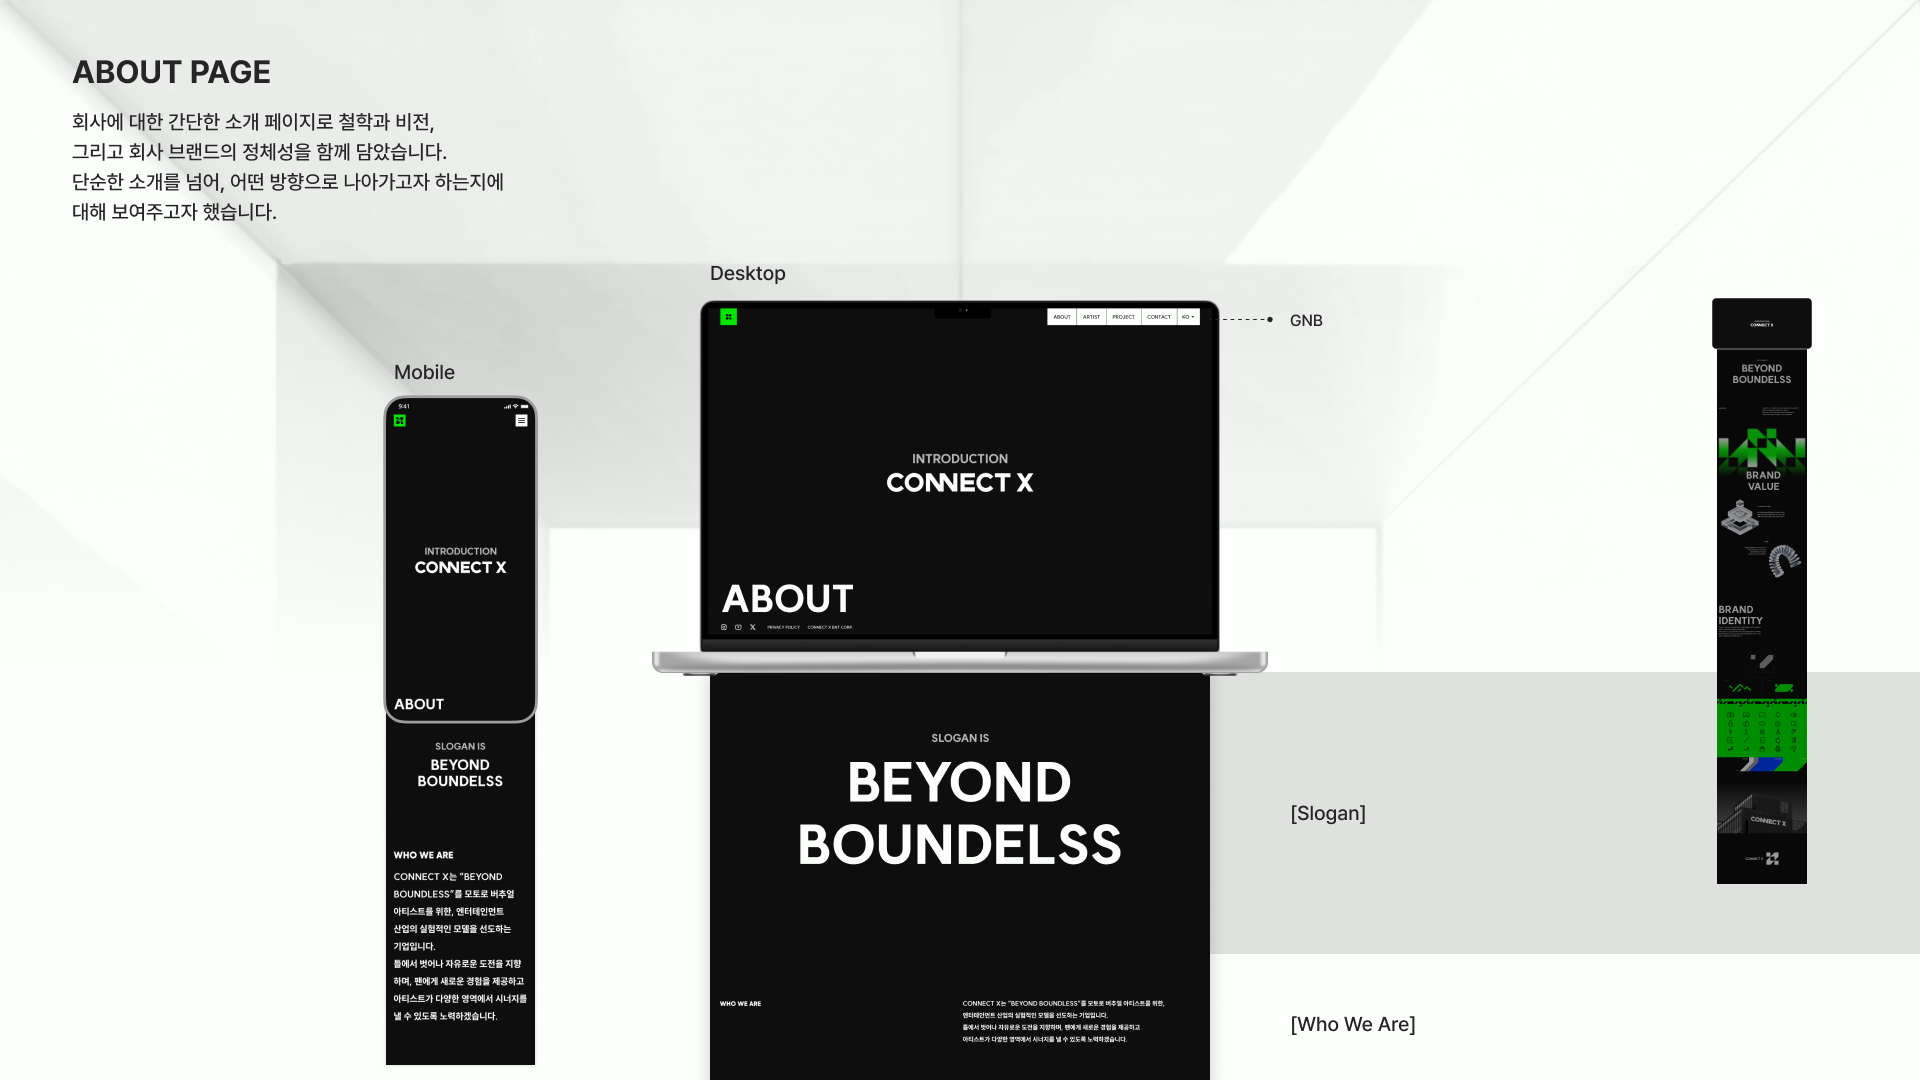 ABOUT PAGE
회사에 대한 간단한 소개 페이지로 철학과 비전,
그리고 회사 브랜드의 정체성을 함께 담았습니다.
단순한 소개를 넘어, 어떤 방향으로 나아가고자 하는지에
대해 보여주고자 했습니다.
Mobile
9:41
INTRODUCTION
CONNECT X
ABOUT
SLOGAN IS
BEYOND
BOUNDELSS
WHO WE ARE
CONNECT X는 “BEYOND
BOUNDLESS”를 모토로 버추얼
아티스트를 위한, 엔터테인먼트
산업의 실험적인 모델을 선도하는
기업입니다.
틀에서 벗어나 자유로운 도전을 지향
하며, 팬에게 새로운 경험을 제공하고
아티스트가 다양한 영역에서 시너지를
낼 수 있도록 노력하겠습니다.
Desktop
ABOUT ARTIST PROJECT CONTACT KO
GNB
INTRODUCTION
CONNECT X
ABOUT
PRIVACY POLICY CONNECT X ENT CORP.
SLOGAN IS
BEYOND
BOUNDELSS
[Slogan]
WHO WE ARE
CONNECT X는 “BEYOND BOUNDLESS”를 모토로 버추얼 아티스트를 위한,
엔터테인먼트 산업의 실험적인 모델을 선도하는 기업입니다.
틀에서 벗어나 자유로운 도전을 지향하며, 팬에게 새로운 경험을 제공하고
아티스트가 다양한 영역에서 시너지를 낼 수 있도록 노력하겠습니다.
[Who We Are]
CONNECT X
BEYOND
BOUNDELSS
BRAND
VALUE
BRAND
IDENTITY
CONNECT X
CONNECT X